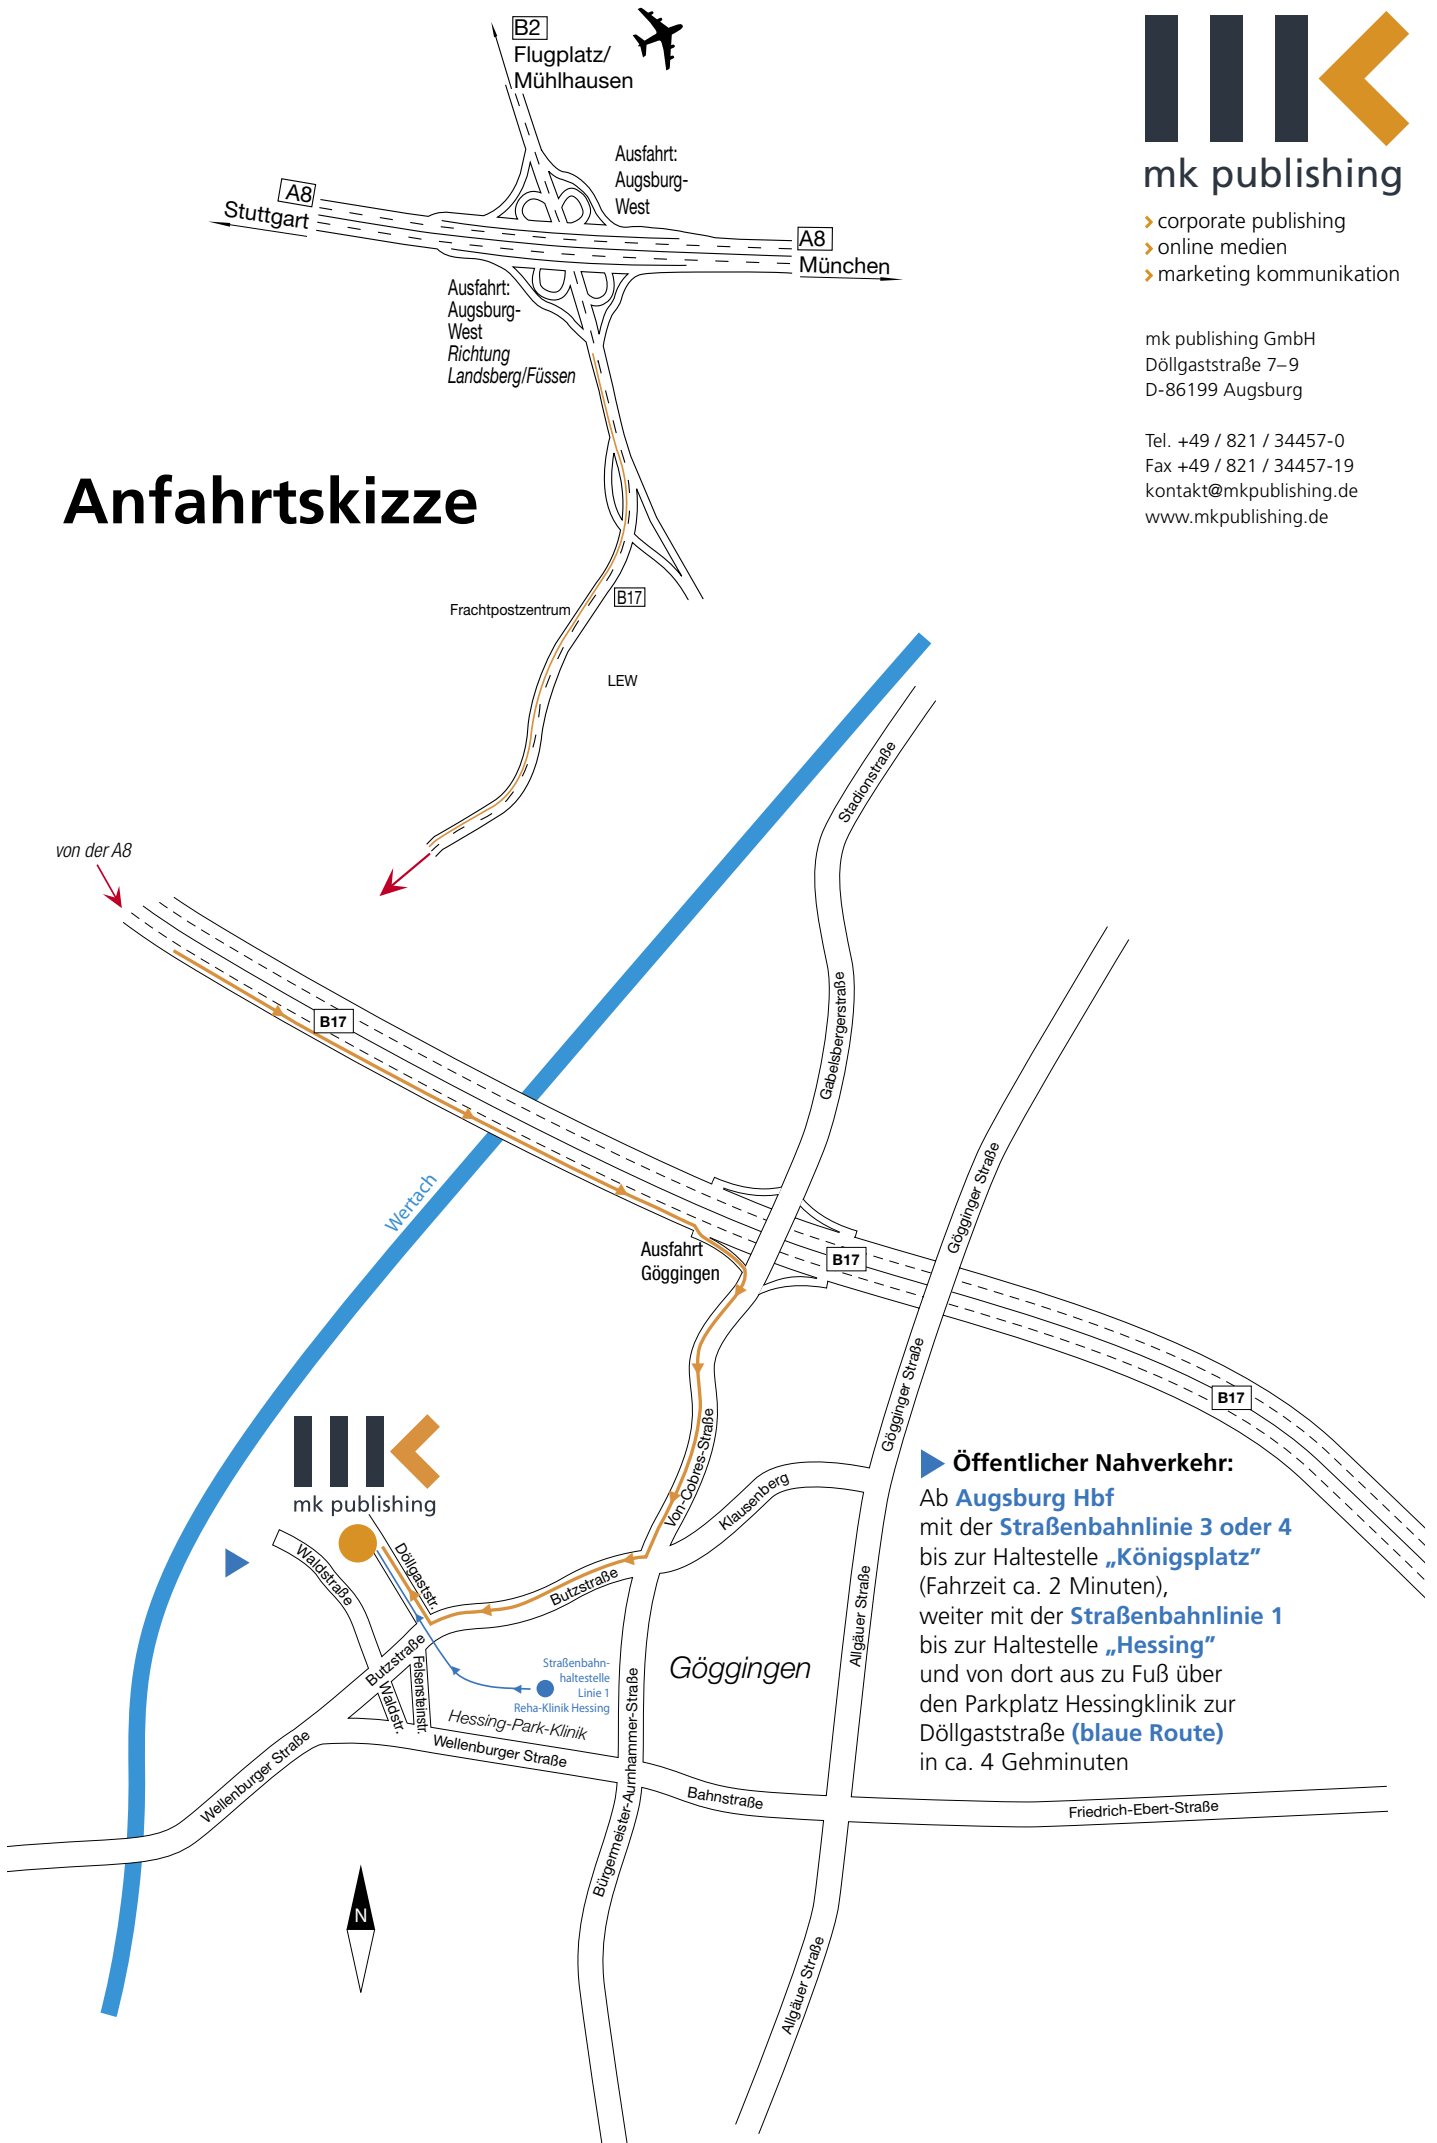 B2
Flugplatz/
Mühlhausen
Ausfahrt:
Augsburg-
West
A8
Stuttgart
A8
München
Ausfahrt:
Augsburg-
West
Richtung
Landsberg/Füssen
mk publishing
corporate publishing
online medien
marketing kommunikation
mk publishing GmbH
Döllgaststraße 7–9
D-86199 Augsburg
Tel. +49 / 821 / 34457-0
Fax +49 / 821 / 34457-19
kontakt@mkpublishing.de
www.mkpublishing.de
Anfahrtskizze
B17
Frachtpostzentrum
LEW
Stadionstraße
von der A8
B17
Gabelsbergerstraße
Wertach
Gögginger Straße
Ausfahrt
Göggingen
B17
Gögginger Straße
B17
Von-Cobres-Straße
Klausenberg
mk publishing
Waldstraße
Döllgaststr.
Butzstraße
Butzstraße
Felsensteinstr.
Waldstr.
Straßenbahn-
haltestelle
Linie 1
Reha-Klinik Hessing
Hessing-Park-Klinik
Göggingen
Allgäuer Straße
Wellenburger Straße
Wellenburger Straße
Bürgermeister-Aurnhammer-Straße
Bahnstraße
Friedrich-Ebert-Straße
Allgäuer Straße
N
Öffentlicher Nahverkehr:
Ab Augsburg Hbf
mit der Straßenbahnlinie 3 oder 4
bis zur Haltestelle „Königsplatz”
(Fahrzeit ca. 2 Minuten),
weiter mit der Straßenbahnlinie 1
bis zur Haltestelle „Hessing”
und von dort aus zu Fuß über
den Parkplatz Hessingklinik zur
Döllgaststraße (blaue Route)
in ca. 4 Gehminuten